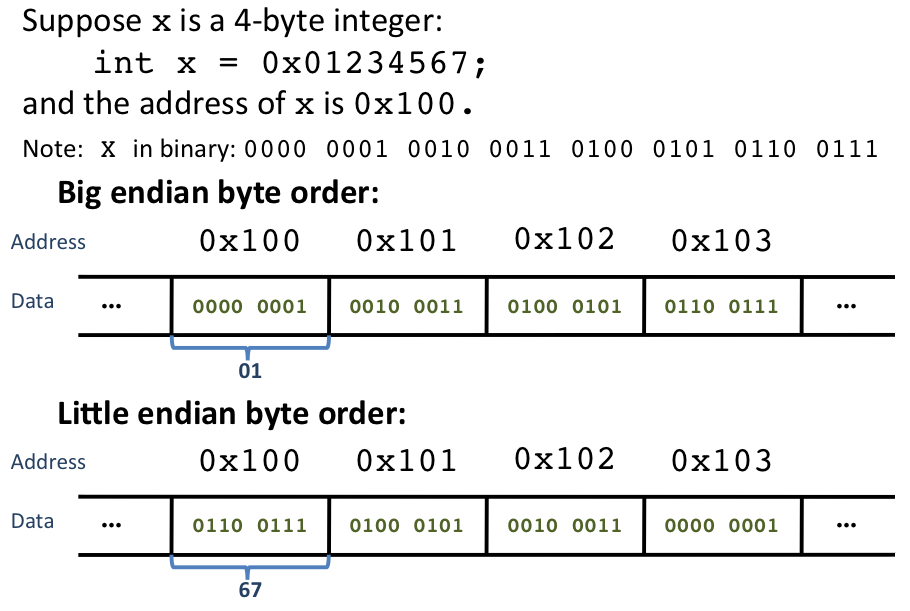 Suppose x is a 4-byte integer:
int x = 0x01234567;
and the address of x is 0x100.
Note: X in binary: 0000 0001 0010 0011 0100 0101 0110 0111
Big endian byte order:
Address 0x100 0x101 0x102 0x103
Data ... 0000 0001 0010 0011 0100 0101 0110 0111 ...
01
Little endian byte order:
Address 0x100 0x101 0x102 0x103
Data ... 0110 0111 0100 0101 0010 0011 0000 0001 ...
67